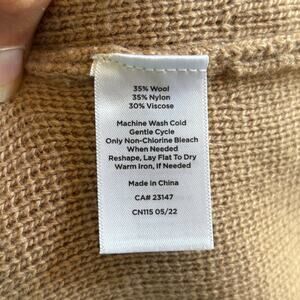 35% Wool
35% Nylon
30% Viscose
Machine Wash Cold
Gentle Cycle
Only Non-Chlorine Bleach
When Needed
Reshape, Lay Flat To Dry
Warm Iron, If Needed
Made in China
CA# 23147
CN115 05/22